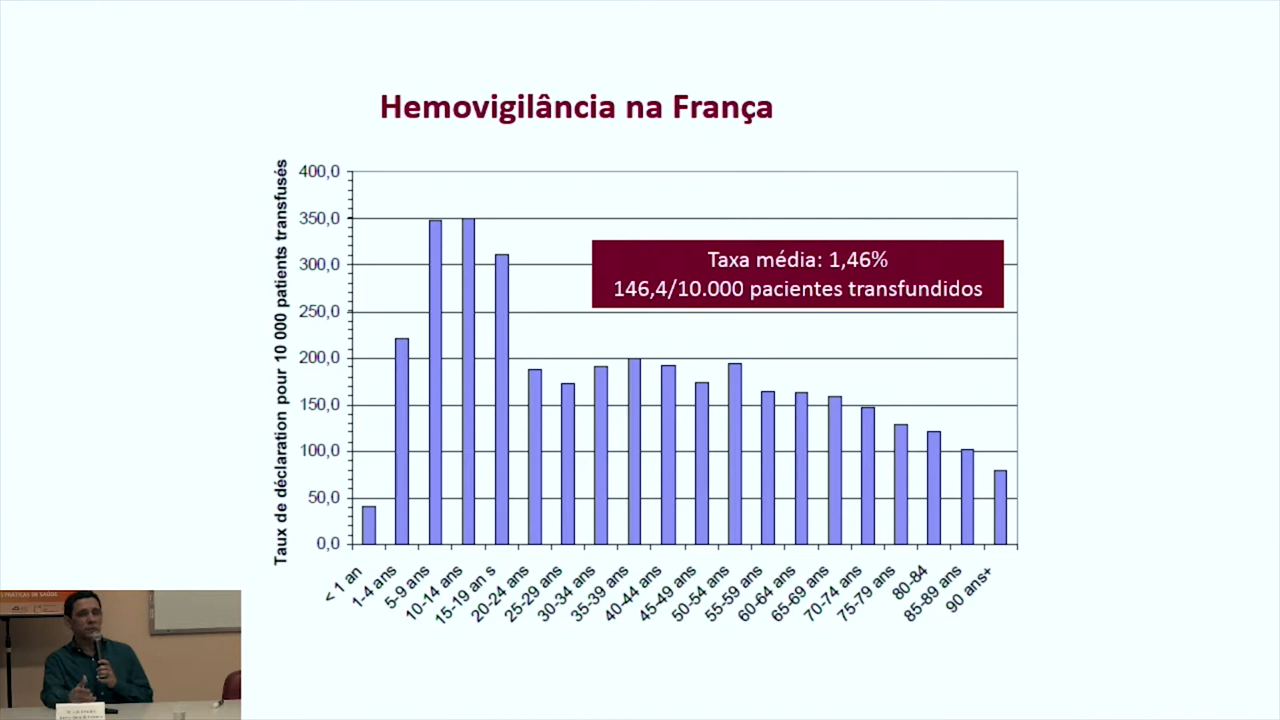 Hemovigilância na França
Taux de déclaration pour 10 000 patients transfusés
400,0
350,0
300,0
250,0
200,0
150,0
100,0
50,0
0,0
Taxa média: 1,46%
146,4/10.000 pacientes transfundidos
< 1 an
1-4 ans
5-9 ans
10-14 ans
15-19 an s
20-24 ans
25-29 ans
30-34 ans
35-39 ans
40-44 ans
45-49 ans
50-54 ans
55-59 ans
60-64 ans
65-69 ans
70-74 ans
75-79 ans
80-84
85-89 ans
90 ans+
PRÁTICAS DE SAÚDE